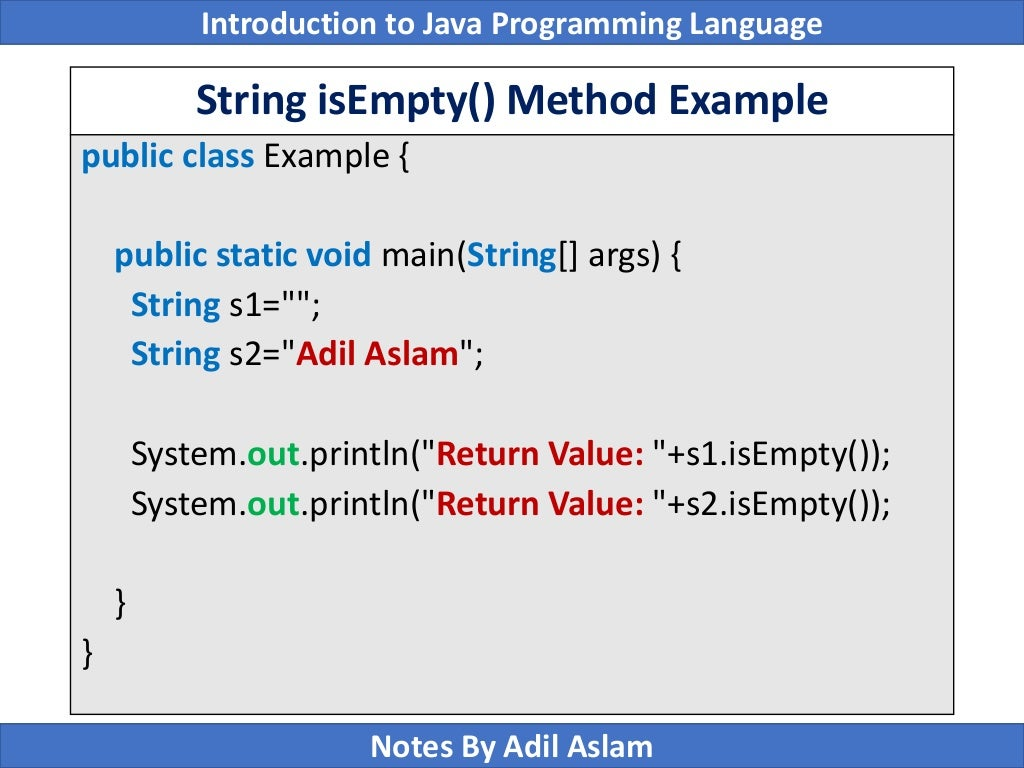 Introduction to Java Programming Language
String isEmpty() Method Example
public class Example {
public static void main(String[] args) {
String s1="";
String s2="Adil Aslam";
System.out.println("Return Value: "+s1.isEmpty());
System.out.println("Return Value: "+s2.isEmpty());
}
}
Notes By Adil Aslam